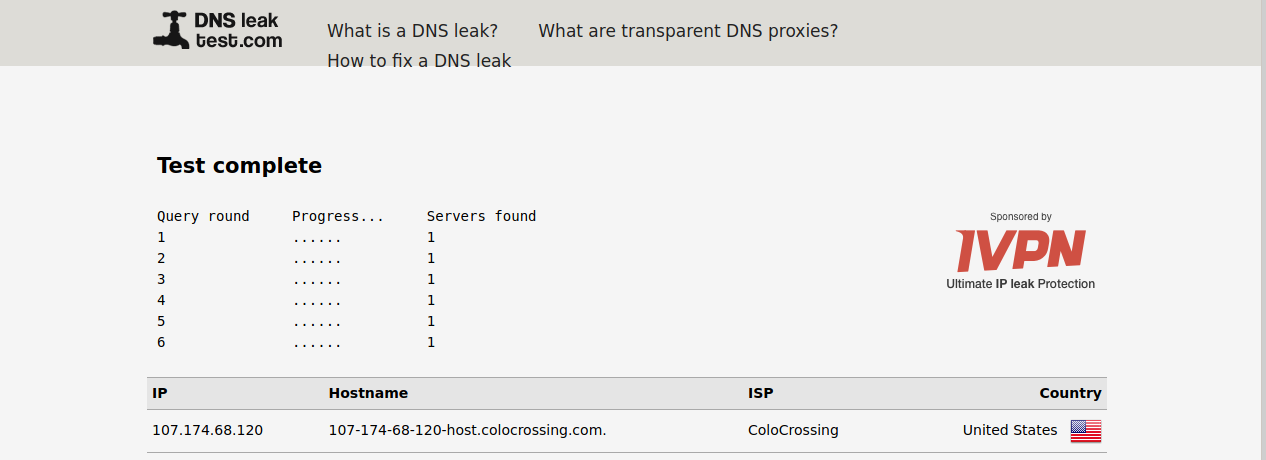 DNS leak
test.com
What is a DNS leak? What are transparent DNS proxies?
How to fix a DNS leak
Test complete
Query round Progress... Servers found
1 ...... 1
2 ...... 1
3 ...... 1
4 ...... 1
5 ...... 1
6 ...... 1
Sponsored by
IVPN
Ultimate IP leak Protection
IP Hostname ISP Country
107.174.68.120 107-174-68-120-host.colocrossing.com. ColoCrossing United States